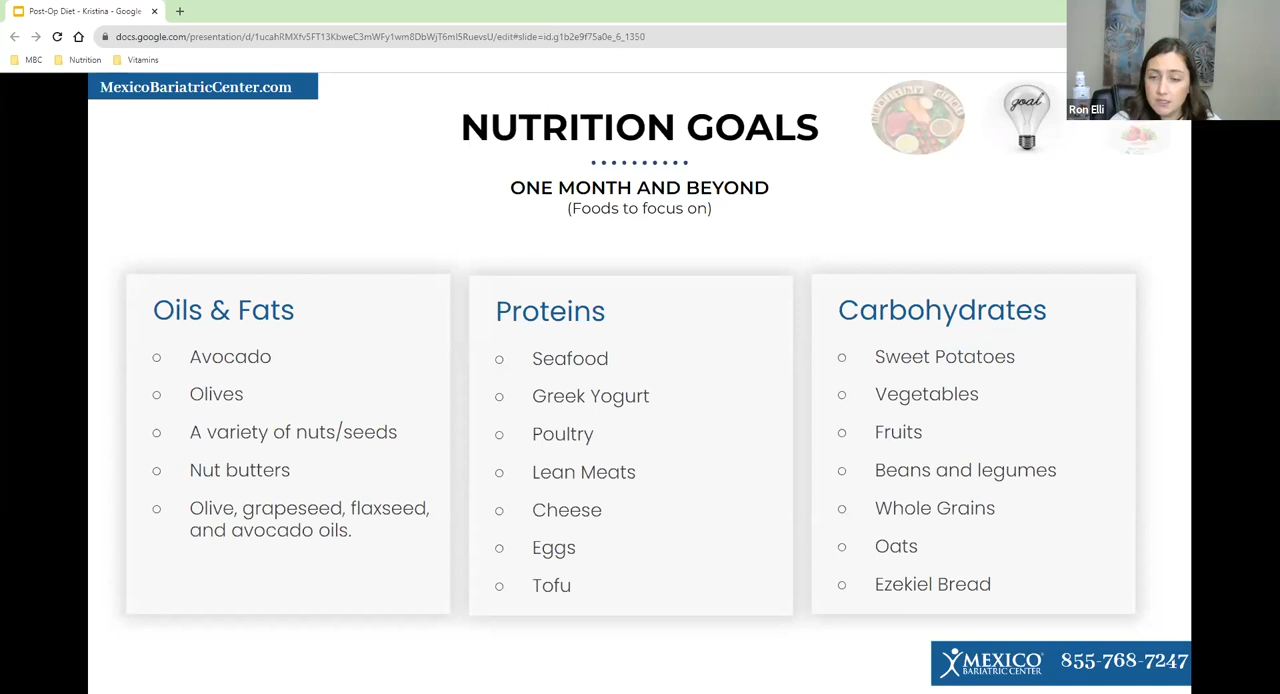 Post-Op Diet - Kristina - Google
docs.google.com/presentation/d/1ucahRMXfv5FT13KbweC3mWFy1wm8DbWjT6ml5RuevsU/edit#slide=id.g1b2e9f75a0e_6_1350
MBC Nutrition Vitamins
MexicoBariatricCenter.com
goal
Ron Elli
NUTRITION GOALS
ONE MONTH AND BEYOND
(Foods to focus on)
Oils & Fats
Avocado
Olives
A variety of nuts/seeds
Nut butters
Olive, grapeseed, flaxseed,
and avocado oils.
Proteins
Seafood
Greek Yogurt
Poultry
Lean Meats
Cheese
Eggs
Tofu
Carbohydrates
Sweet Potatoes
Vegetables
Fruits
Beans and legumes
Whole Grains
Oats
Ezekiel Bread
MEXICO
BARIATRIC CENTER
855-768-7247